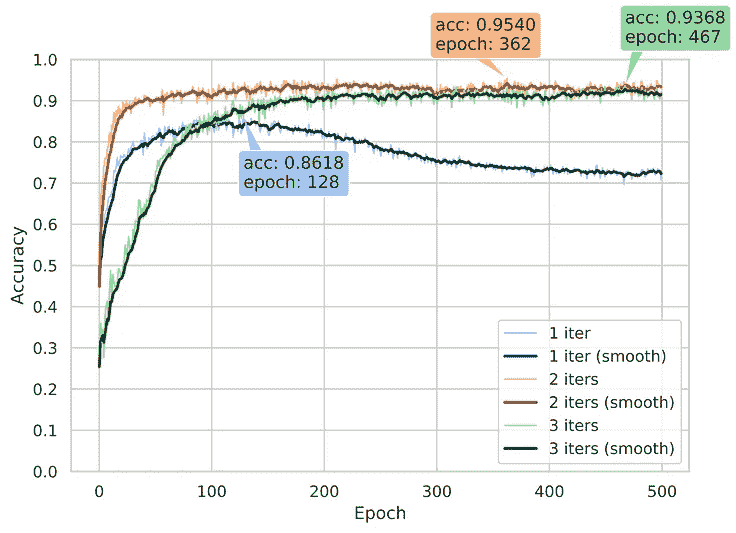 acc: 0.9540
epoch: 362
acc: 0.9368
epoch: 467
1.0
0.9
0.8
0.7
0.6
0.5
0.4
0.3
0.2
0.1
0.0
Accuracy
acc: 0.8618
epoch: 128
1 iter
1 iter (smooth)
2 iters
2 iters (smooth)
3 iters
3 iters (smooth)
0
100
200
300
400
500
Epoch